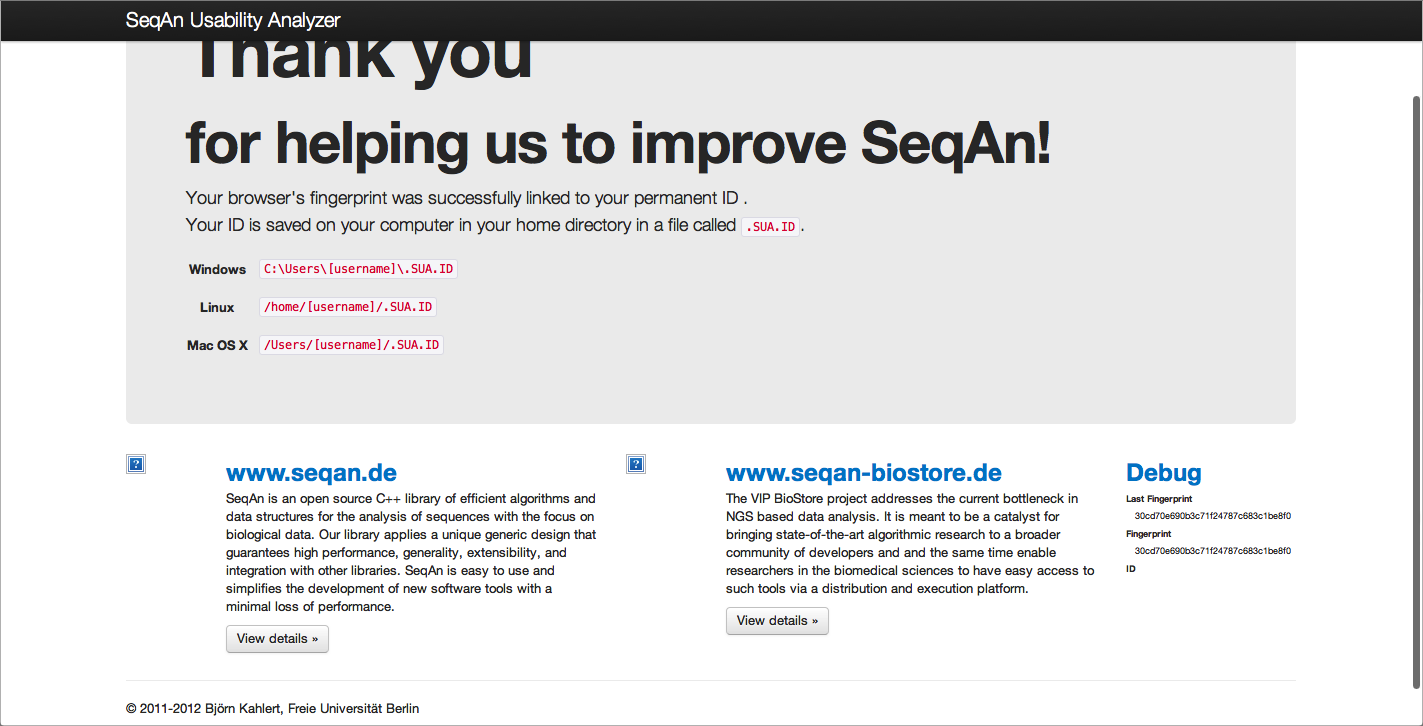 SeqAn Usability Analyzer
Thank you
for helping us to improve SeqAn!
Your browser's fingerprint was successfully linked to your permanent ID .
Your ID is saved on your computer in your home directory in a file called .SUA.ID.
Windows C:\Users\[username]\.SUA.ID
Linux /home/[username]/.SUA.ID
Mac OS X /Users/[username]/.SUA.ID
www.seqan.de
SeqAn is an open source C++ library of efficient algorithms and
data structures for the analysis of sequences with the focus on
biological data. Our library applies a unique generic design that
guarantees high performance, generality, extensibility, and
integration with other libraries. SeqAn is easy to use and
simplifies the development of new software tools with a
minimal loss of performance.
View details »
www.seqan-biostore.de
The VIP BioStore project addresses the current bottleneck in
NGS based data analysis. It is meant to be a catalyst for
bringing state-of-the-art algorithmic research to a broader
community of developers and and the same time enable
researchers in the biomedical sciences to have easy access to
such tools via a distribution and execution platform.
View details »
Debug
Last Fingerprint
30cd70e690b3c71f24787c683c1be8f0
Fingerprint
30cd70e690b3c71f24787c683c1be8f0
ID
© 2011-2012 Björn Kahlert, Freie Universität Berlin